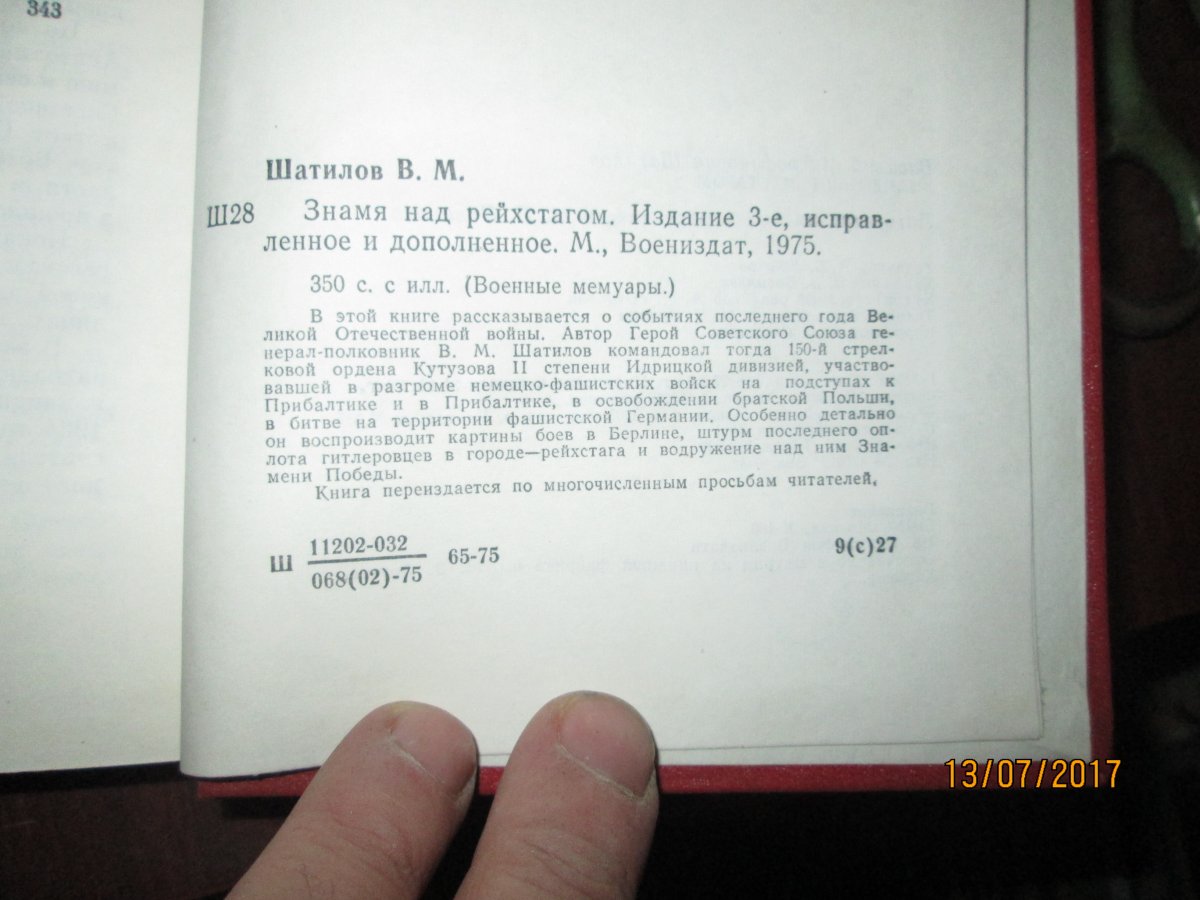 343
Шатилов В. М.
Ш28 Знамя над рейхстагом. Издание 3-е, исправ-
ленное и дополненное. М., Воениздат, 1975.
350 с. с илл. (Военные мемуары.)
В этой книге рассказывается о событиях последнего года Ве-
ликой Отечественной войны. Автор Герой Советского Союза ге-
нерал-полковник В. М. Шатилов командовал тогда 150-й стрел-
ковой ордена Кутузова II степени Идрицкой дивизией, участво-
вавшей в разгроме немецко-фашистских войск на подступах к
Прибалтике и в Прибалтике, в освобождении братской Польши,
в битве на территории фашистской Германии. Особенно детально
он воспроизводит картины боев в Берлине, штурм последнего оп-
лота гитлеровцев в городе—рейхстага и водружение над ним Зна-
мени Победы.
Книга переиздается по многочисленным просьбам читателей.
Ш 11202-032
068(02)-75 65-75 9(с)27
13/07/2017